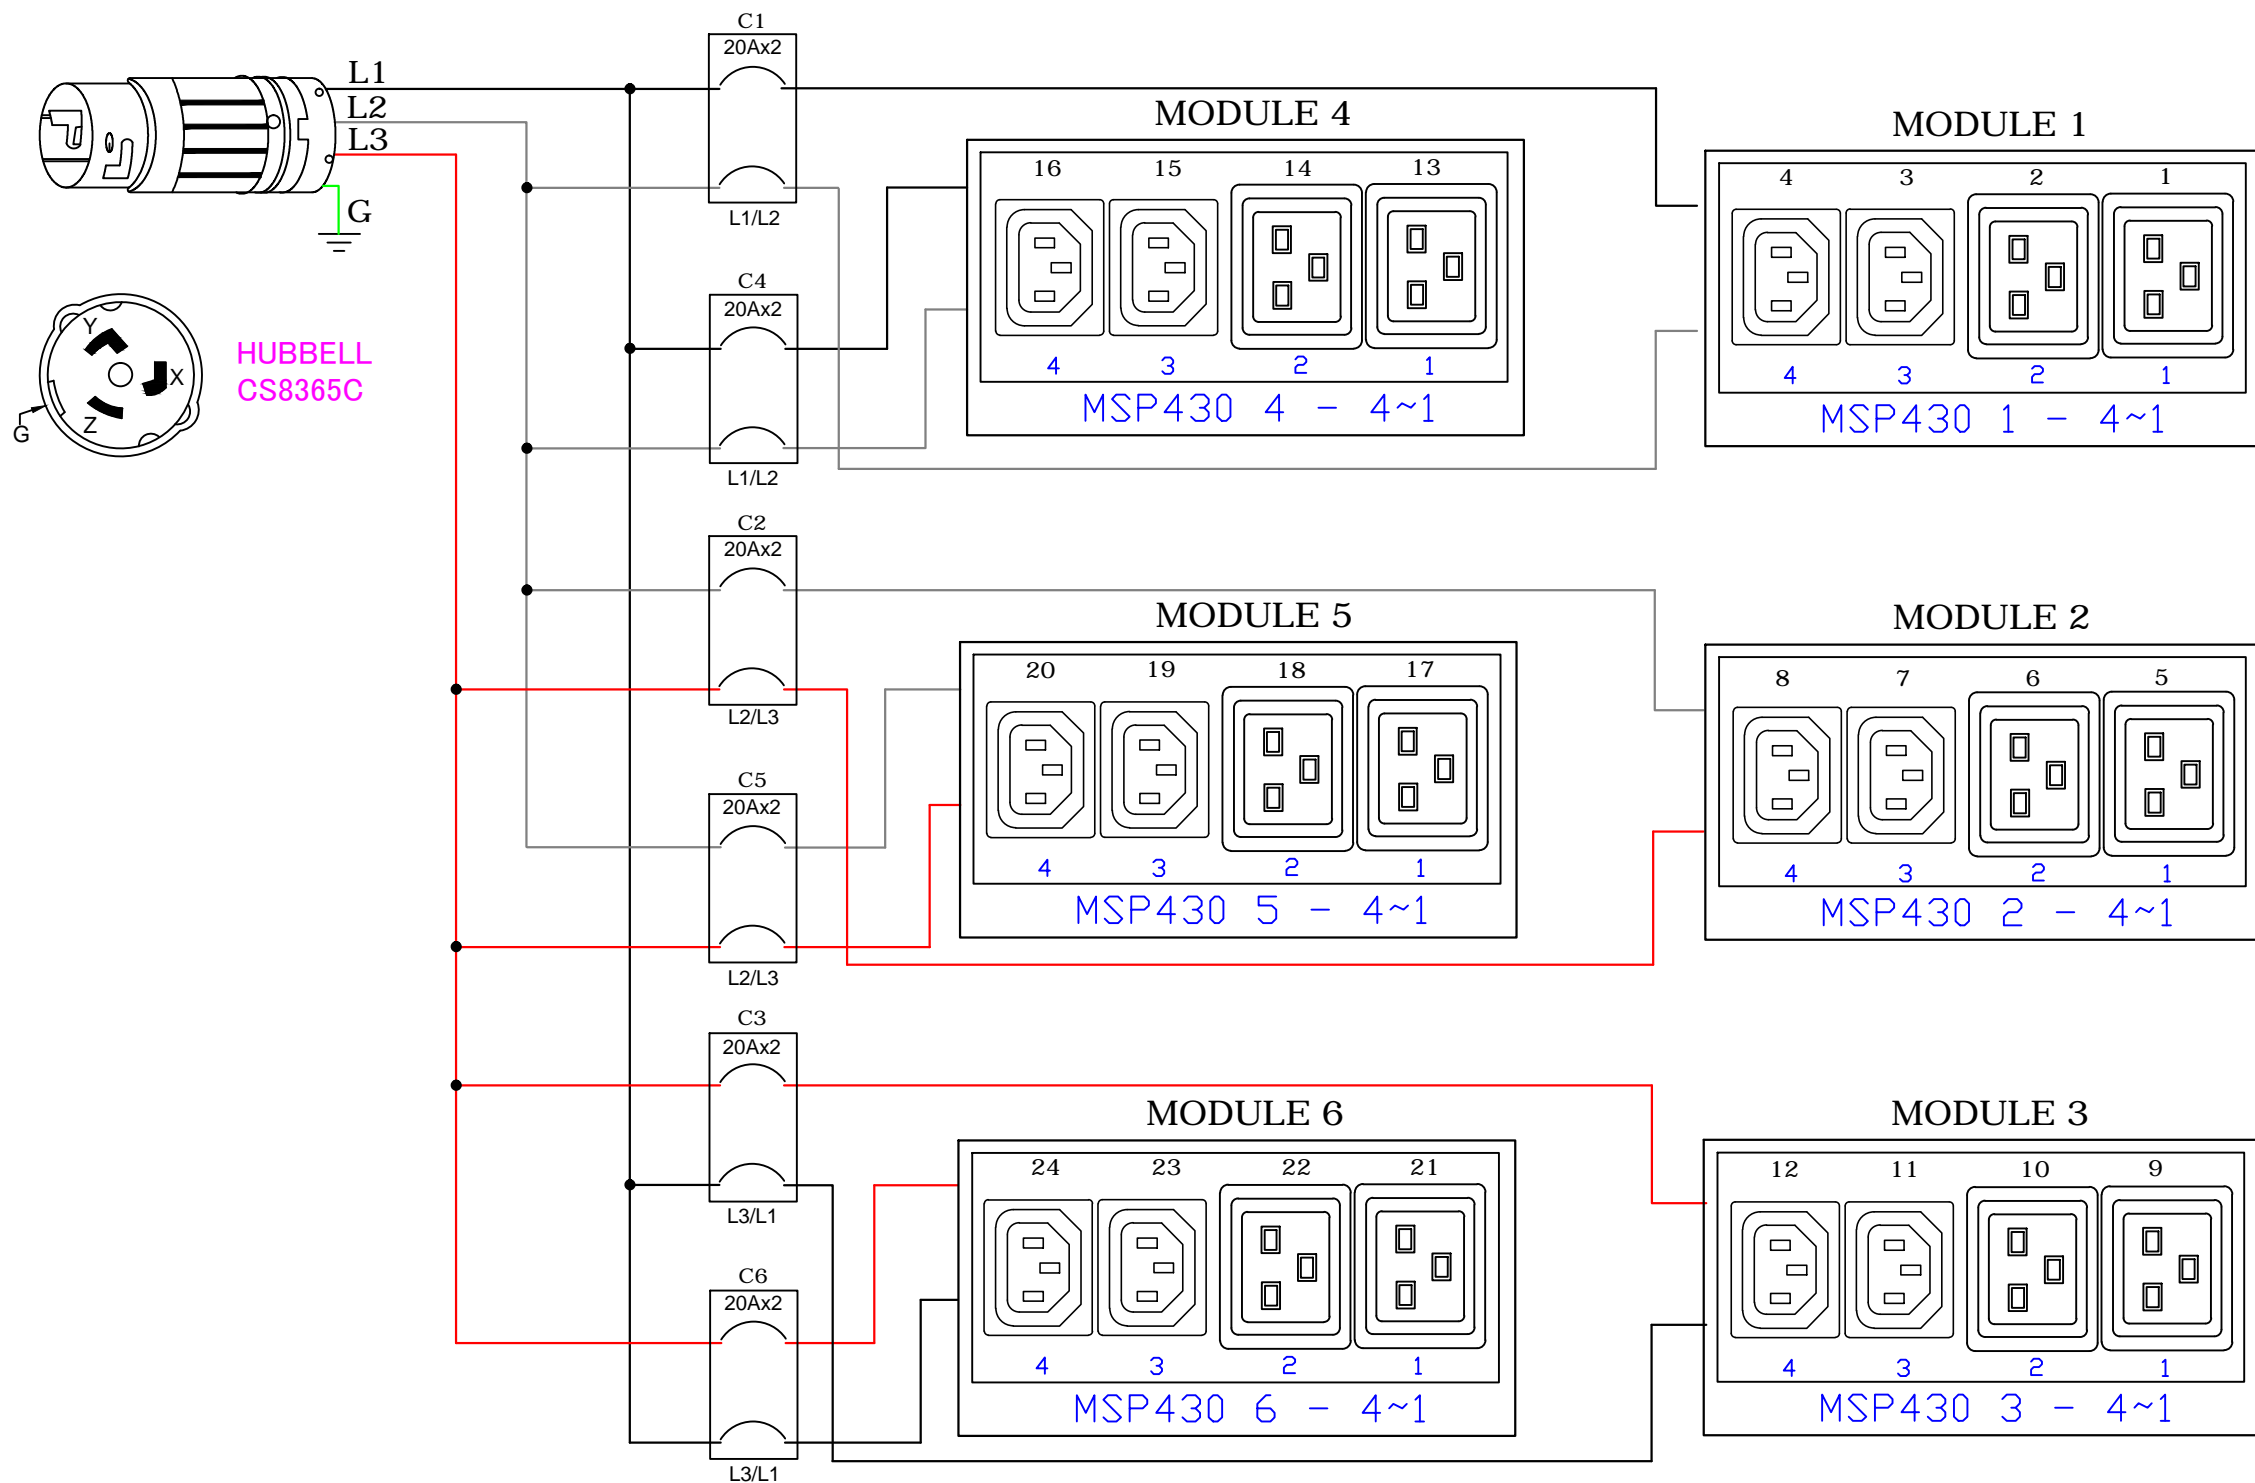 L1
L2
L3
G
Y
X
Z
G
HUBBELL
CS8365C
C1
20Ax2
L1/L2
C4
20Ax2
L1/L2
C2
20Ax2
L2/L3
C5
20Ax2
L2/L3
C3
20Ax2
L3/L1
C6
20Ax2
L3/L1
MODULE 4
16 15 14 13
4 3 2 1
MSP430 4 - 4~1
MODULE 1
4 3 2 1
4 3 2 1
MSP430 1 - 4~1
MODULE 5
20 19 18 17
4 3 2 1
MSP430 5 - 4~1
MODULE 2
8 7 6 5
4 3 2 1
MSP430 2 - 4~1
MODULE 6
24 23 22 21
4 3 2 1
MSP430 6 - 4~1
MODULE 3
12 11 10 9
4 3 2 1
MSP430 3 - 4~1